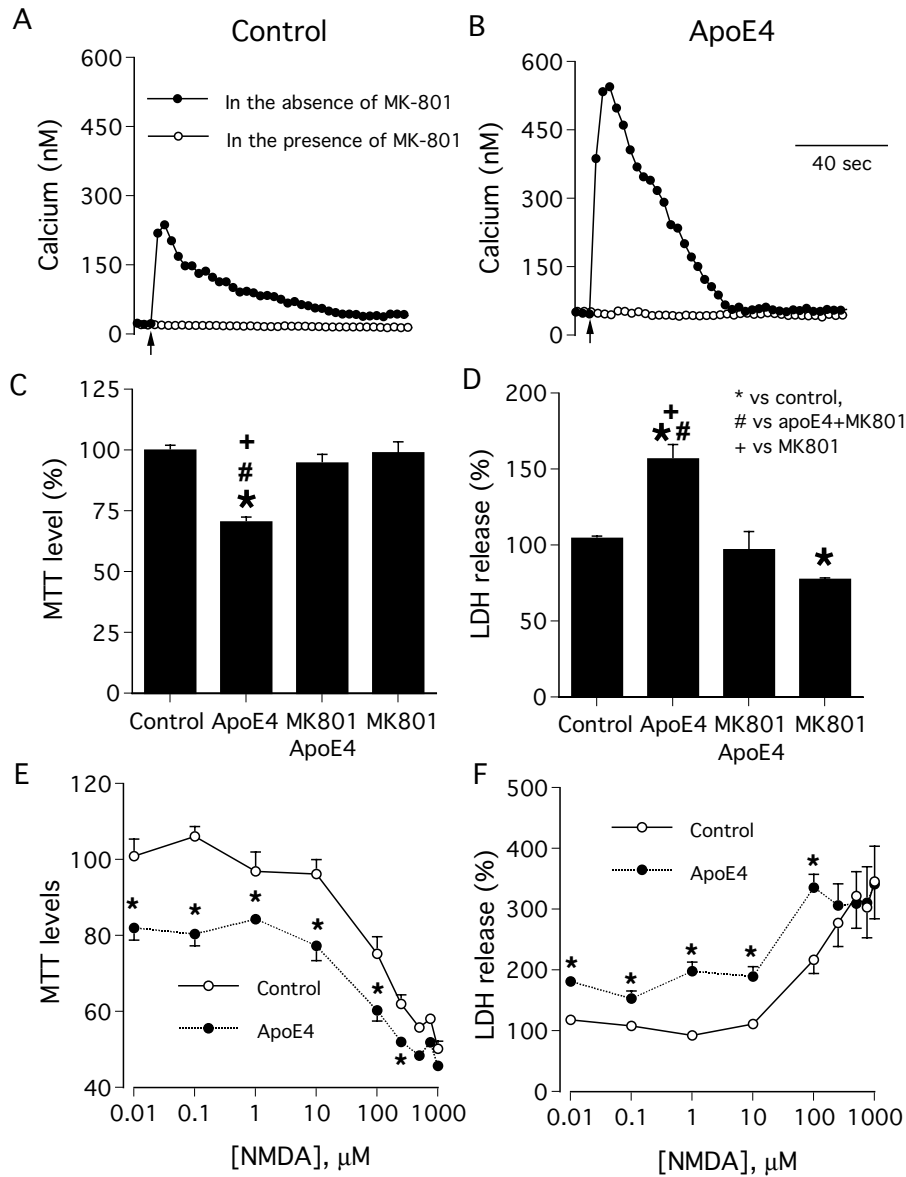 A
Control
600
450
300
150
0
Calcium (nM)
In the absence of MK-801
In the presence of MK-801
B
ApoE4
600
450
300
150
0
Calcium (nM)
40 sec
C
125
100
75
50
25
0
MTT level (%)
+
#
*
Control ApoE4 MK801 MK801
ApoE4
D
200
150
100
50
0
LDH release (%)
* vs control,
# vs apoE4+MK801
+ vs MK801
+
* #
*
Control ApoE4 MK801 MK801
ApoE4
E
120
100
80
60
40
MTT levels
* * * * * *
Control
ApoE4
0.01 0.1 1 10 100 1000
[NMDA], μM
F
500
400
300
200
100
0
LDH release (%)
Control
ApoE4
* * * * *
0.01 0.1 1 10 100 1000
[NMDA], μM